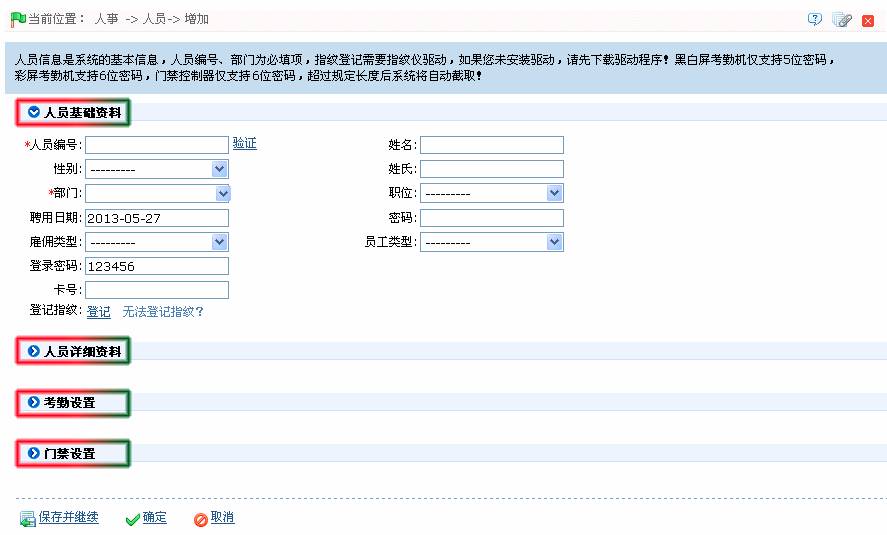 当前位置： 人事 -> 人员-> 增加
人员信息是系统的基本信息，人员编号、部门为必填项，指纹登记需要指纹仪驱动，如果您未安装驱动，请先下载驱动程序！黑白屏考勤机仅支持5位密码，
彩屏考勤机支持6位密码，门禁控制器仅支持6位密码，超过规定长度后系统将自动截取！
人员基础资料
*人员编号: 验证 姓名:
性别: --------- 姓氏:
*部门: 职位: ---------
聘用日期: 2013-05-27 密码:
雇佣类型: --------- 员工类型: ---------
登录密码: 123456
卡号:
登记指纹: 登记 无法登记指纹？
人员详细资料
考勤设置
门禁设置
保存并继续 确定 取消